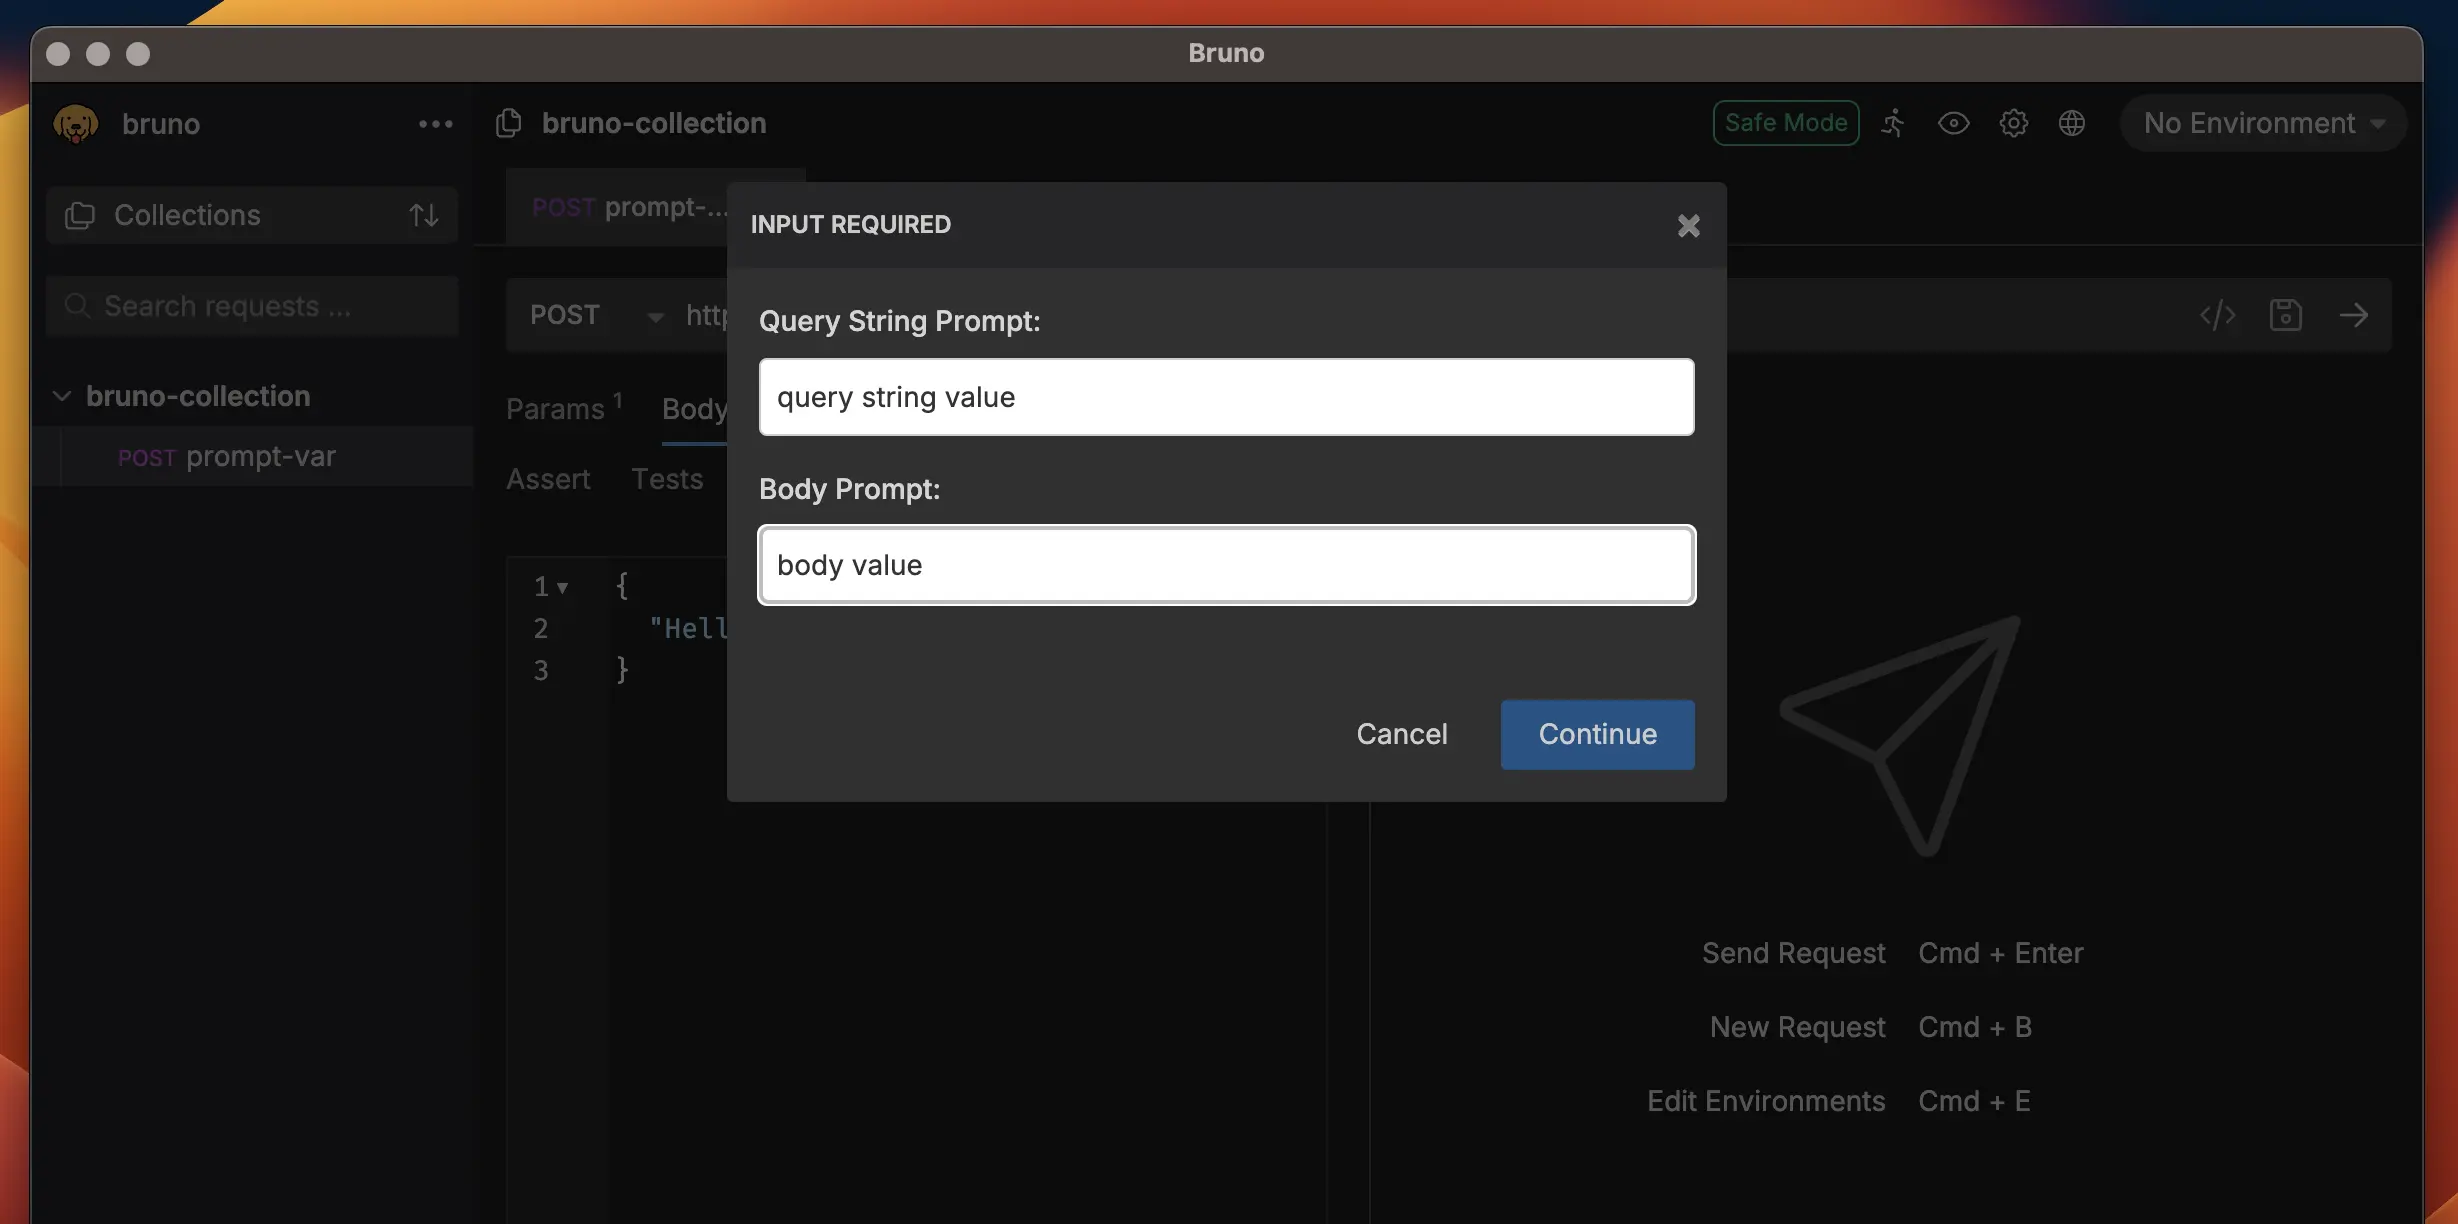 Bruno
bruno
bruno-collection
Safe Mode
No Environment
Collections
POST prompt-...
INPUT REQUIRED
Search requests ...
POST
Query String Prompt:
query string value
bruno-collection
Params 1
Body
POST prompt-var
Assert
Tests
Body Prompt:
body value
1
{
2
"Hell
3
}
Cancel
Continue
Send Request Cmd + Enter
New Request Cmd + B
Edit Environments Cmd + E